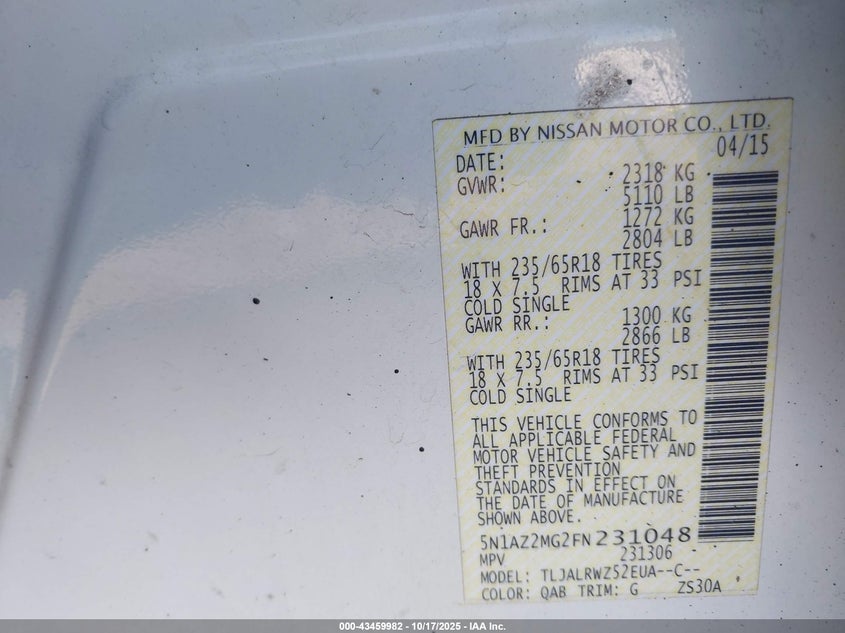 MFD BY NISSAN MOTOR CO., LTD.
DATE: 04/15
GVWR: 2318 KG
5110 LB
GAWR FR.: 1272 KG
2804 LB
WITH 235/65R18 TIRES
18 X 7.5 RIMS AT 33 PSI
COLD SINGLE
GAWR RR.: 1300 KG
2866 LB
WITH 235/65R18 TIRES
18 X 7.5 RIMS AT 33 PSI
COLD SINGLE
THIS VEHICLE CONFORMS TO
ALL APPLICABLE FEDERAL
MOTOR VEHICLE SAFETY AND
THEFT PREVENTION
STANDARDS IN EFFECT ON
THE DATE OF MANUFACTURE
SHOWN ABOVE.
5N1AZ2MG2FN231048
MPV 231306
MODEL: TLJALRWZ52EUA--C--
COLOR: QAB TRIM: G ZS30A
000-43459982 - 10/17/2025 - IAA Inc.